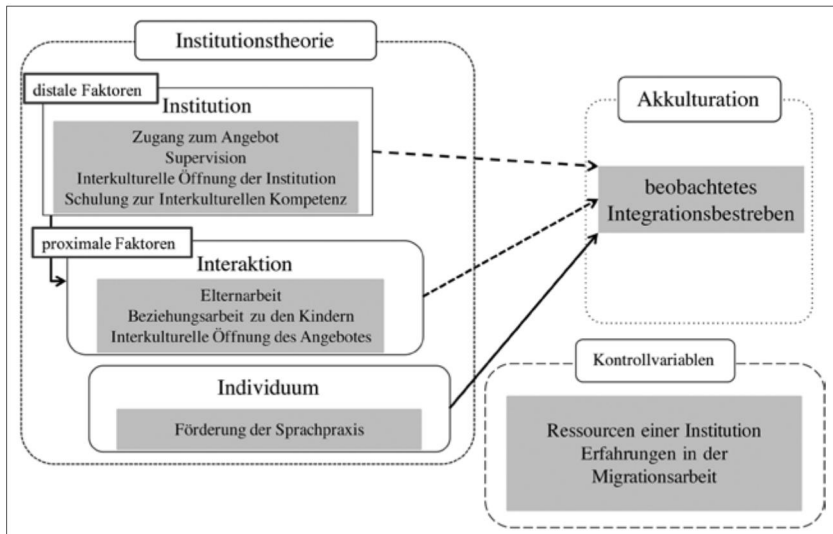 Institutionstheorie
distale Faktoren
Institution
Zugang zum Angebot
Supervision
Interkulturelle Öffnung der Institution
Schulung zur Interkulturellen Kompetenz
proximale Faktoren
Interaktion
Elternarbeit
Beziehungsarbeit zu den Kindern
Interkulturelle Öffnung des Angebotes
Individuum
Förderung der Sprachpraxis
Akkulturation
beobachtetes
Integrationsbestreben
Kontrollvariablen
Ressourcen einer Institution
Erfahrungen in der
Migrationsarbeit